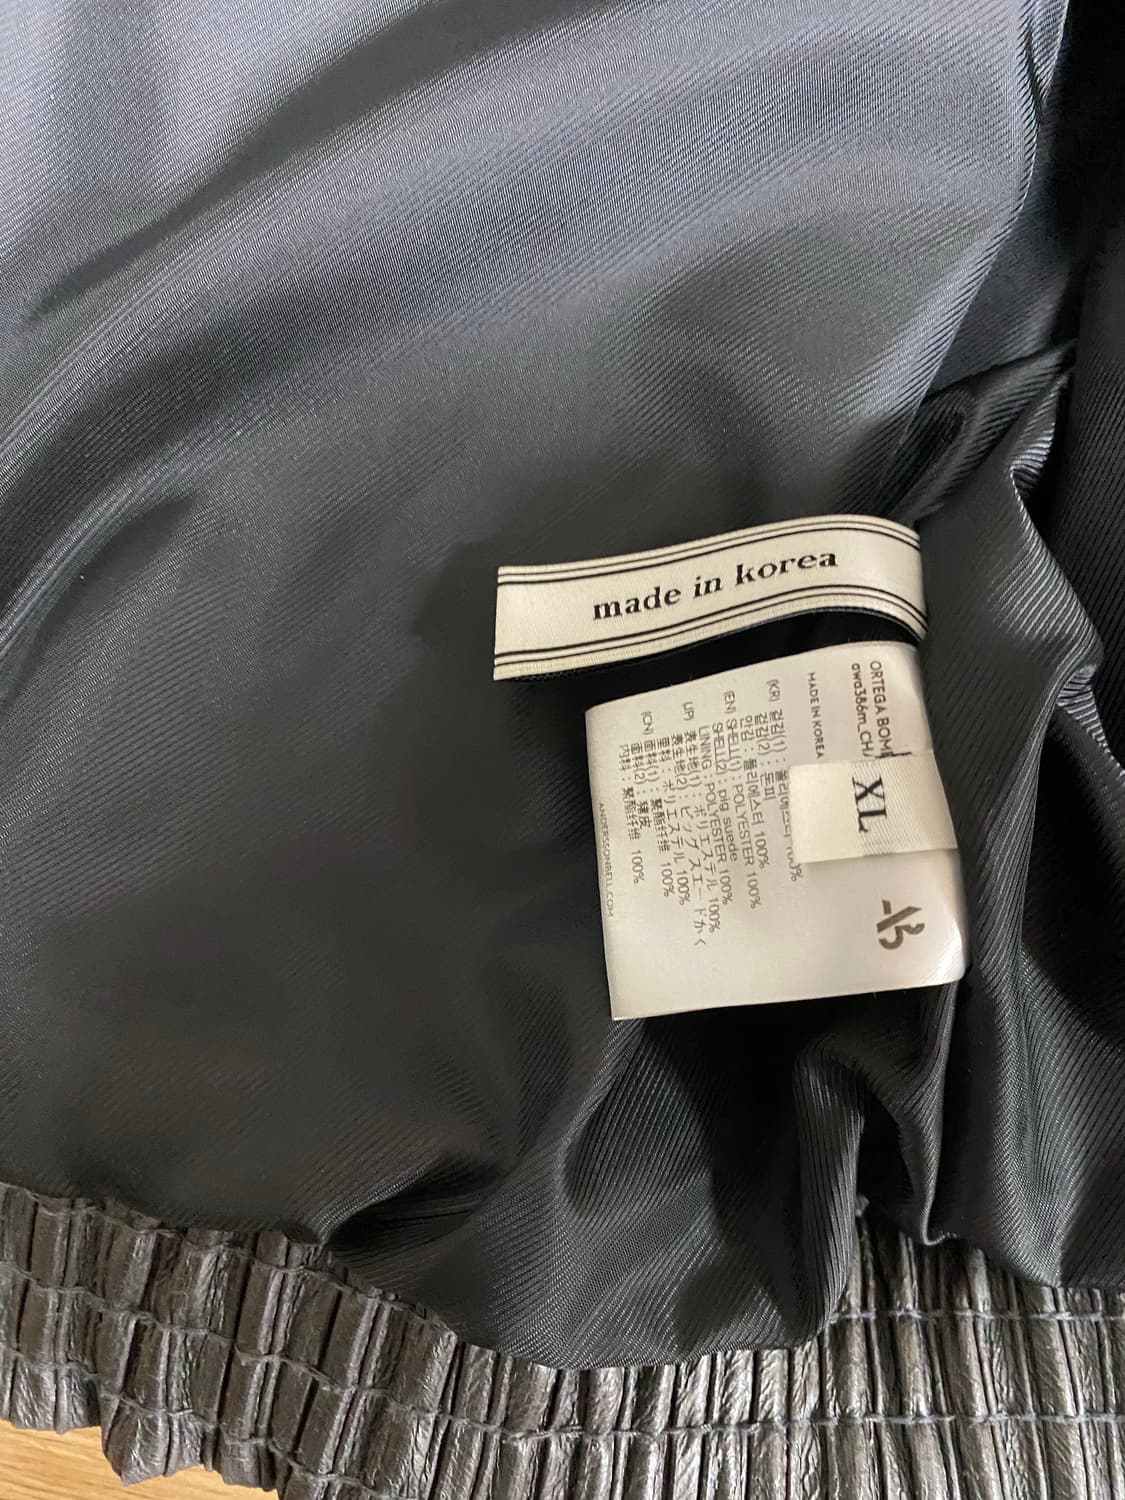 made in korea
ORTEGA BOM
awa386m_CH
XL
MADE IN KOREA
(KR) 겉감(1) : 폴리에스터 100%
겉감(2) : 돈피
안감 : 폴리에스터 100%
(EN) SHELL(1) : POLYESTER 100%
SHELL(2) : pig suede
LINING : POLYESTER 100%
(JP) 表生地(1) : ポリエステル 100%
表生地(2) : ピッグスエードかく
里料 : ポリエステル 100%
(CN) 面料(1) : 聚酯纤维 100%
面料(2) : 猪皮
内料 : 聚酯纤维 100%
ANDERSSONBELL.COM